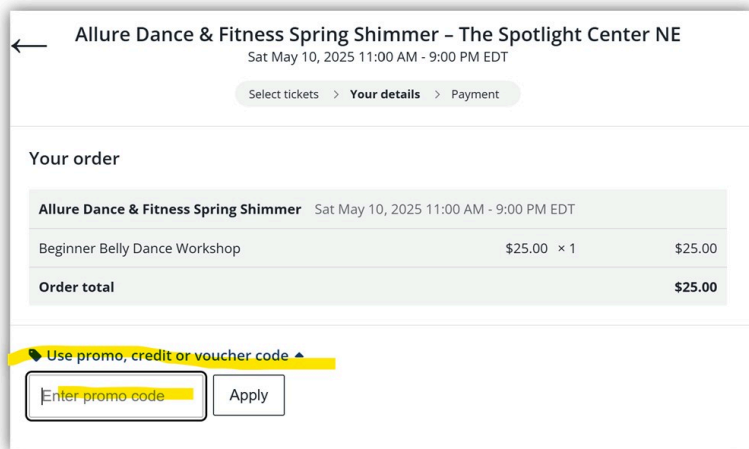 Allure Dance & Fitness Spring Shimmer – The Spotlight Center NE
Sat May 10, 2025 11:00 AM - 9:00 PM EDT
Select tickets > Your details > Payment
Your order
Allure Dance & Fitness Spring Shimmer Sat May 10, 2025 11:00 AM - 9:00 PM EDT
Beginner Belly Dance Workshop $25.00 × 1 $25.00
Order total $25.00
Use promo, credit or voucher code
Enter promo code Apply